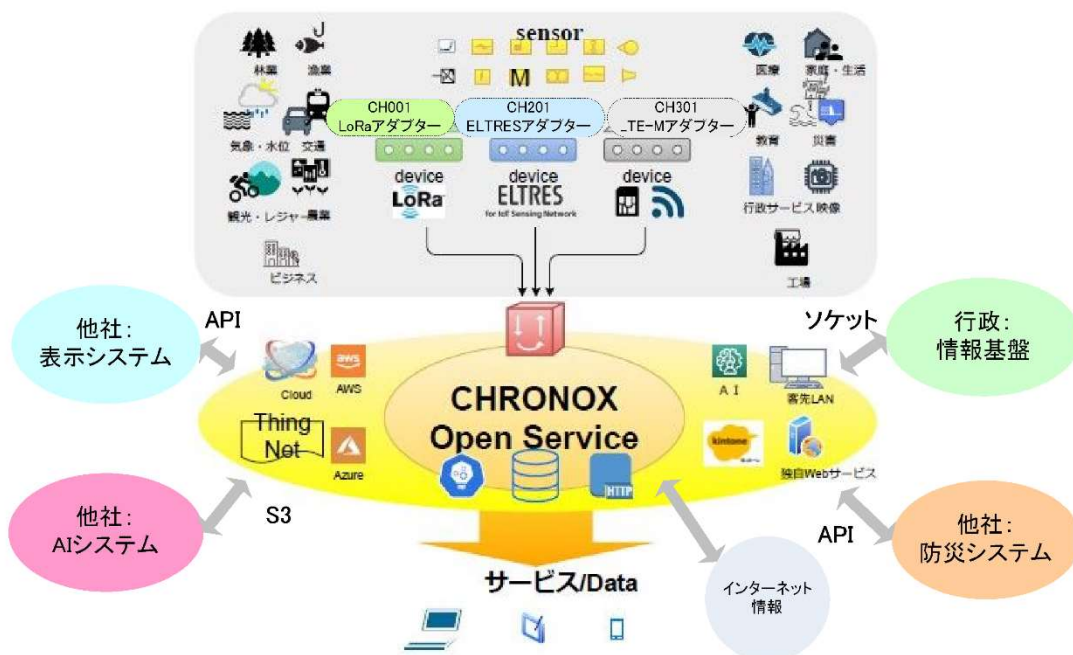 sensor
林業
漁業
医療
家庭・生活
CH001
LoRaアダプター
CH201
ELTRESアダプター
CH301
LTE-Mアダプター
M
気象・水位
交通
教育
災害
device
device
device
LoRa
ELTRES
for IoT Sensing Network
観光・レジャー
農業
行政サービス
映像
ビジネス
工場
他社:
表示システム
API
ソケット
行政:
情報基盤
Cloud
aws
AWS
AI
客先LAN
CHRONOX
Open Service
Thing
Net
Azure
kintone
独自Webサービス
HTTP
他社:
AIシステム
S3
API
他社:
防災システム
サービス/Data
インターネット
情報